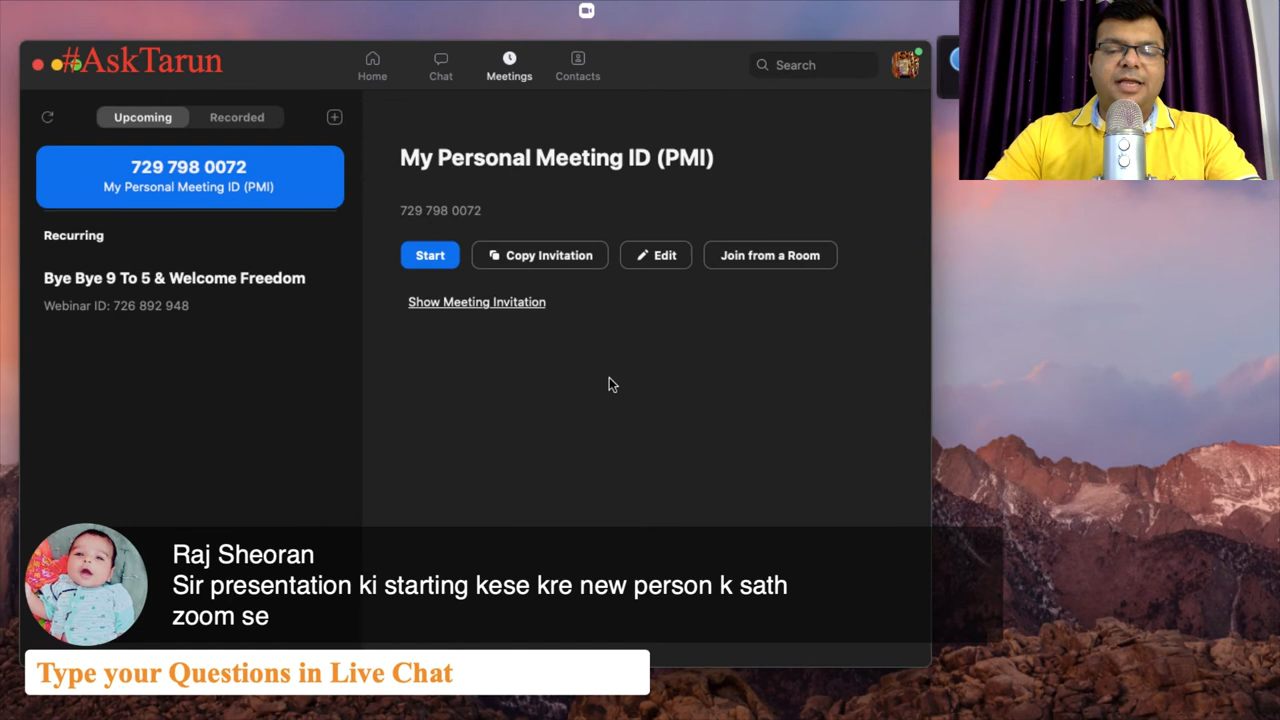 #AskTarun
Home
Chat
Meetings
Contacts
Search
Upcoming
Recorded
729 798 0072
My Personal Meeting ID (PMI)
Recurring
Bye Bye 9 To 5 & Welcome Freedom
Webinar ID: 726 892 948
My Personal Meeting ID (PMI)
729 798 0072
Start
Copy Invitation
Edit
Join from a Room
Show Meeting Invitation
Raj Sheoran
Sir presentation ki starting kese kre new person k sath
zoom se
Type your Questions in Live Chat